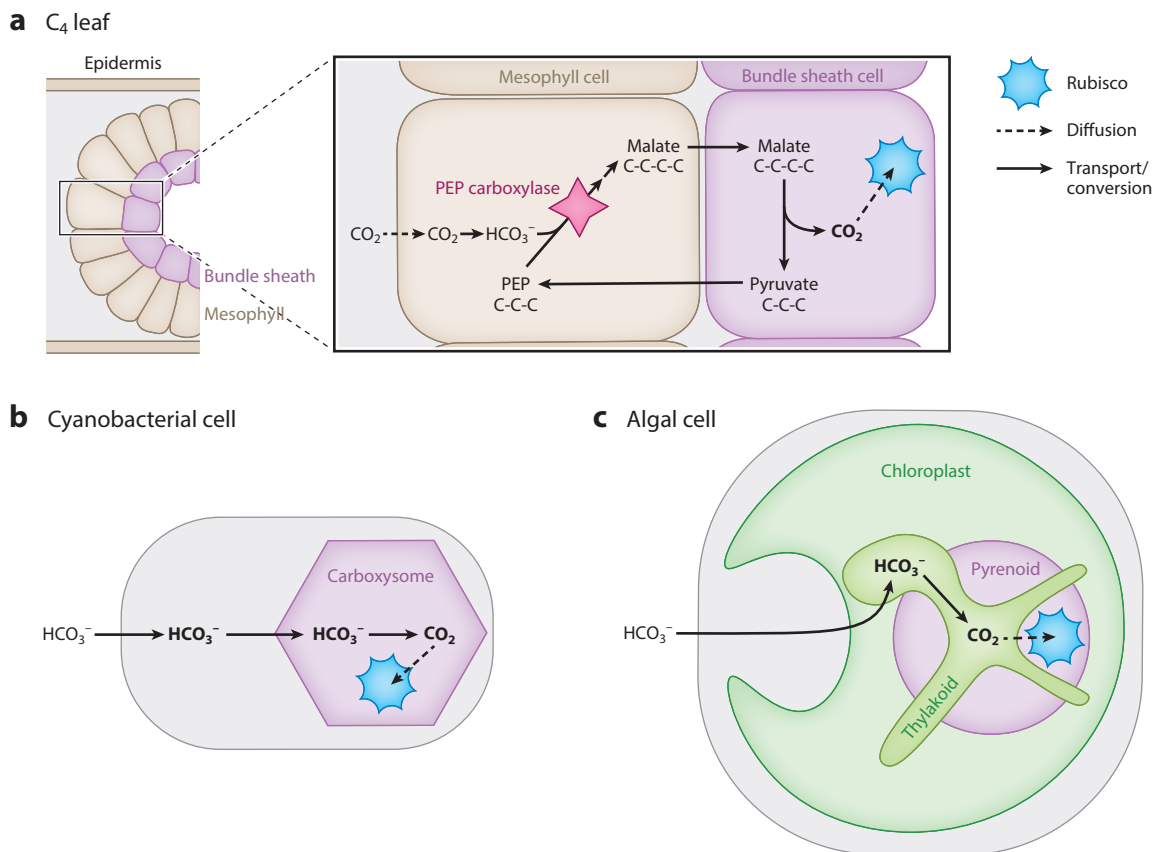 a C₄ leaf
Epidermis
Bundle sheath
Mesophyll
Mesophyll cell
Bundle sheath cell
Malate
C-C-C-C
Malate
C-C-C-C
PEP carboxylase
CO₂
CO₂
HCO₃⁻
CO₂
PEP
C-C-C
Pyruvate
C-C-C
Rubisco
Diffusion
Transport/
conversion
b Cyanobacterial cell
Carboxysome
HCO₃⁻
HCO₃⁻
HCO₃⁻
CO₂
c Algal cell
Chloroplast
HCO₃⁻
Pyrenoid
HCO₃⁻
CO₂
Thylakoid